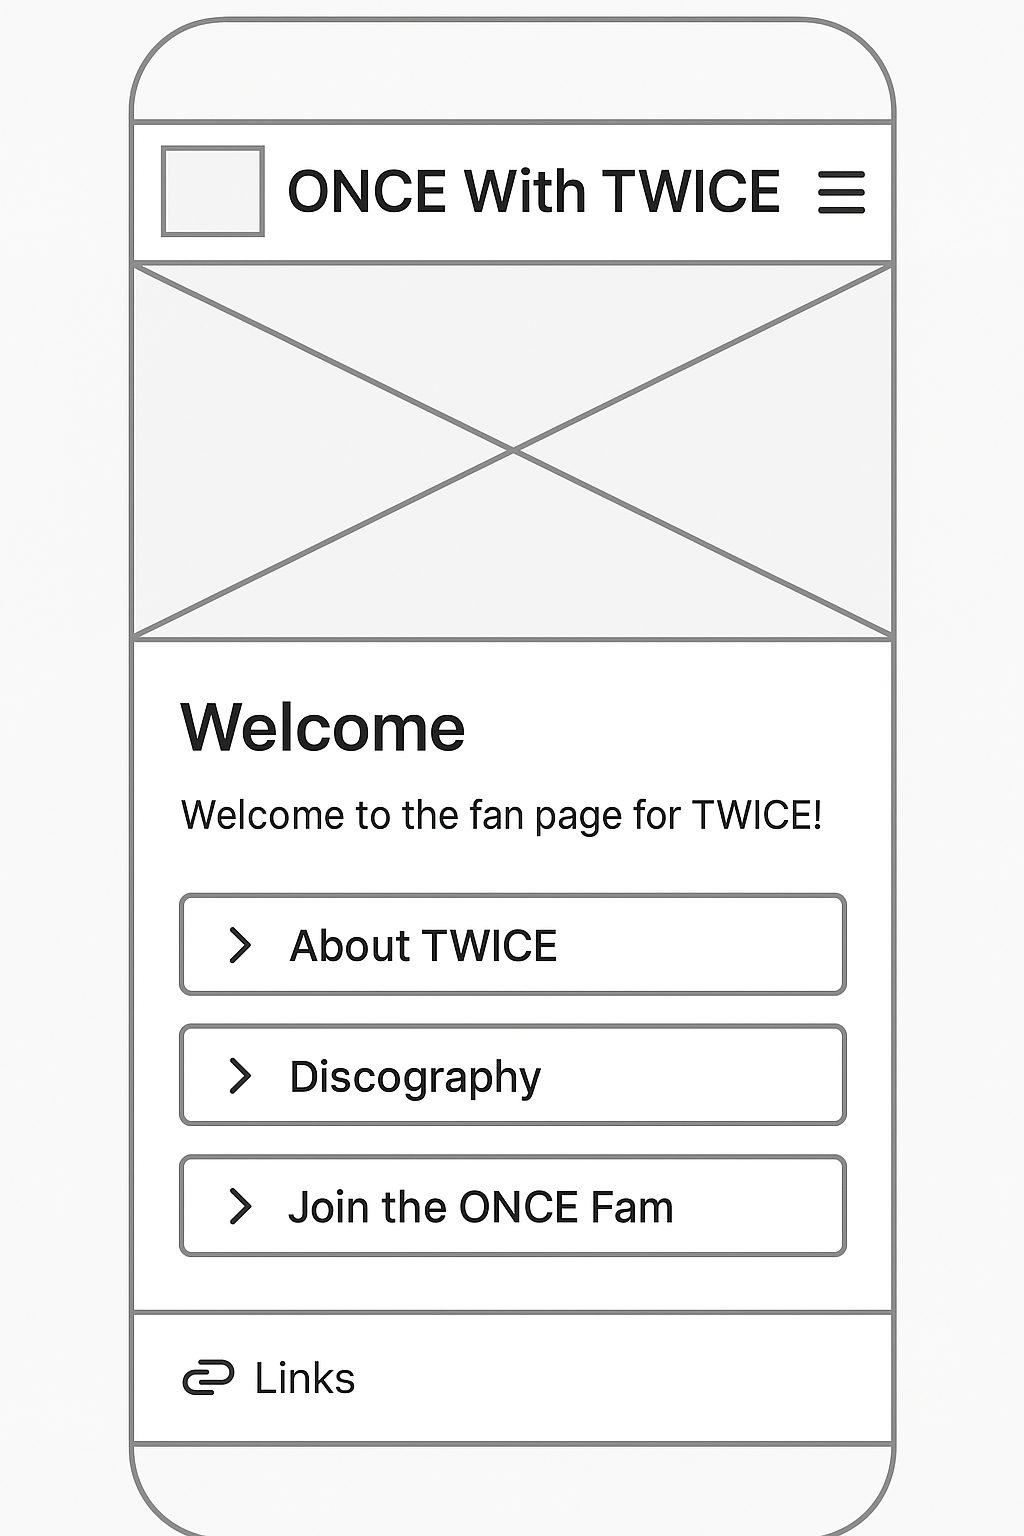 ONCE With TWICE
Welcome
Welcome to the fan page for TWICE!
About TWICE
Discography
Join the ONCE Fam
Links